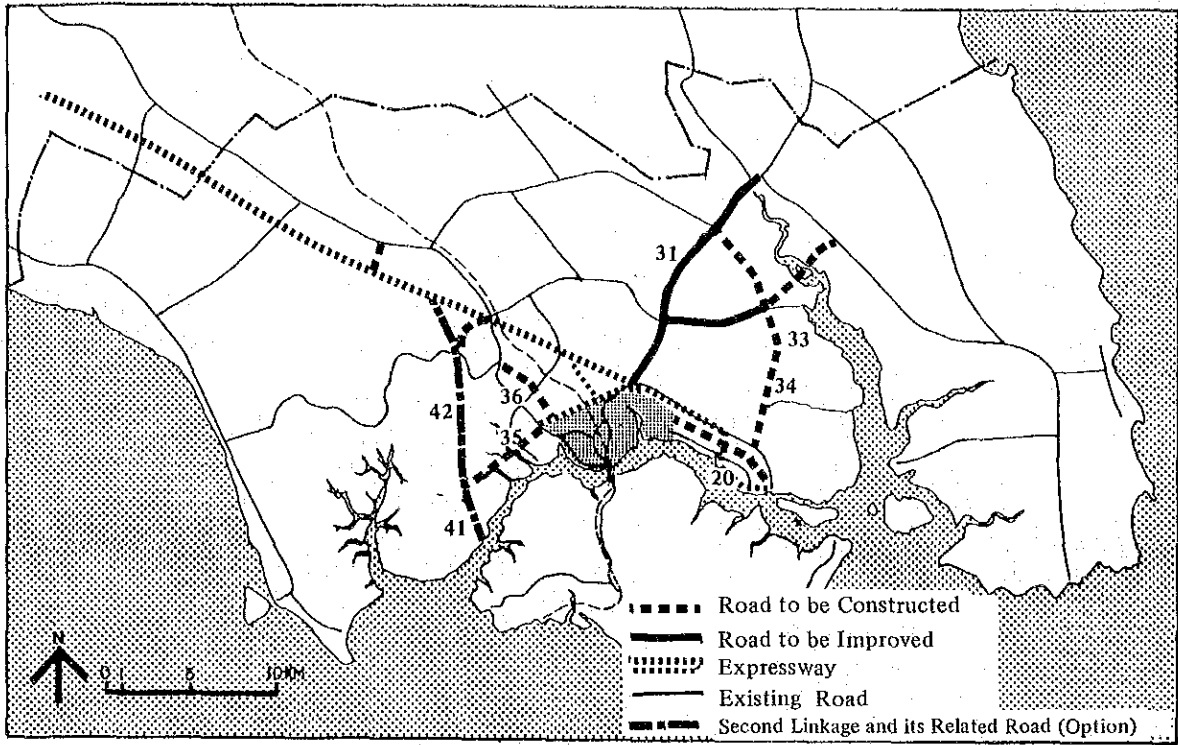 31
33
34
36
42
35
20
41
N
0 1 5 10KM
Road to be Constructed
Road to be Improved
Expressway
Existing Road
Second Linkage and its Related Road (Option)